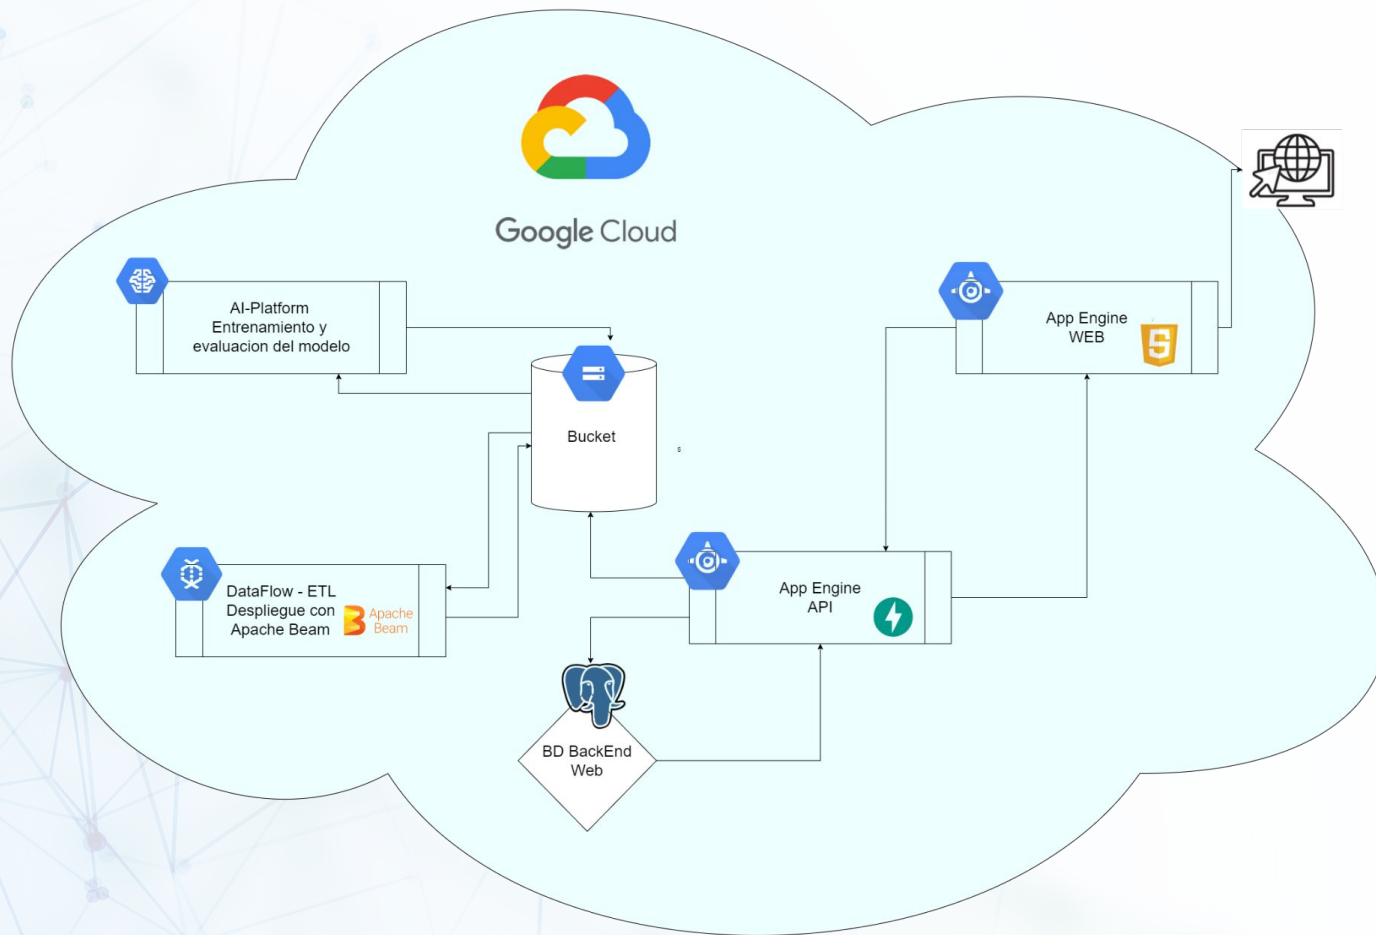 Google Cloud
AI-Platform
Entrenamiento y
evaluacion del modelo
App Engine
WEB
5
Bucket
s
DataFlow - ETL
Despliegue con
Apache Beam
Apache
Beam
App Engine
API
BD BackEnd
Web